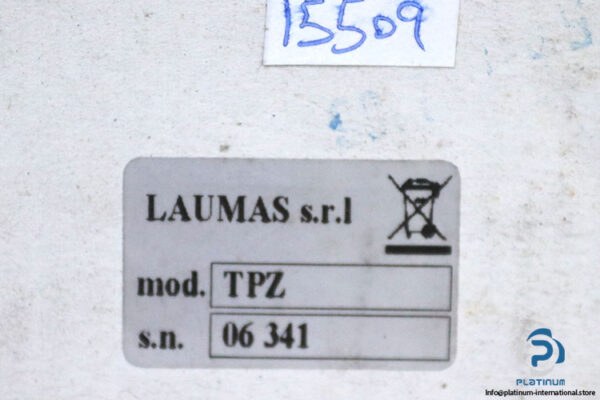 15509
LAUMAS s.r.l
mod. TPZ
s.n. 06 341
PLATINUM
info@platinum-international.store